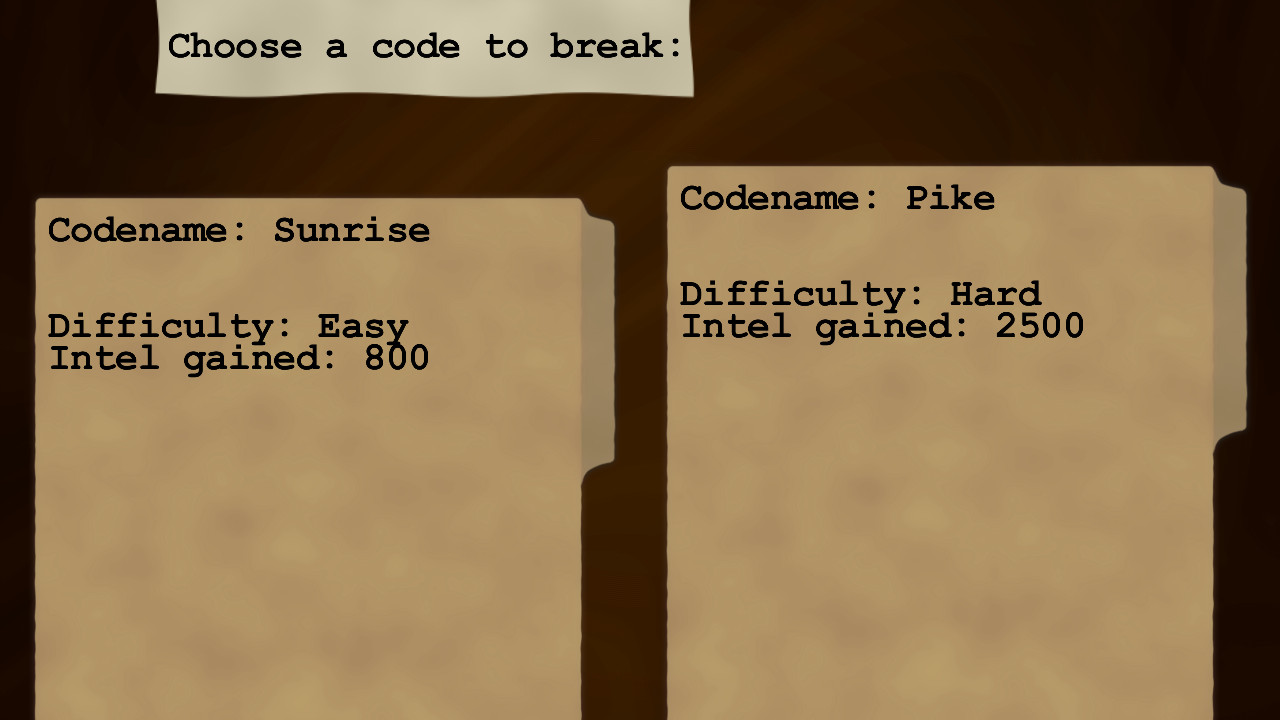 Choose a code to break:
Codename: Sunrise
Difficulty: Easy
Intel gained: 800
Codename: Pike
Difficulty: Hard
Intel gained: 2500